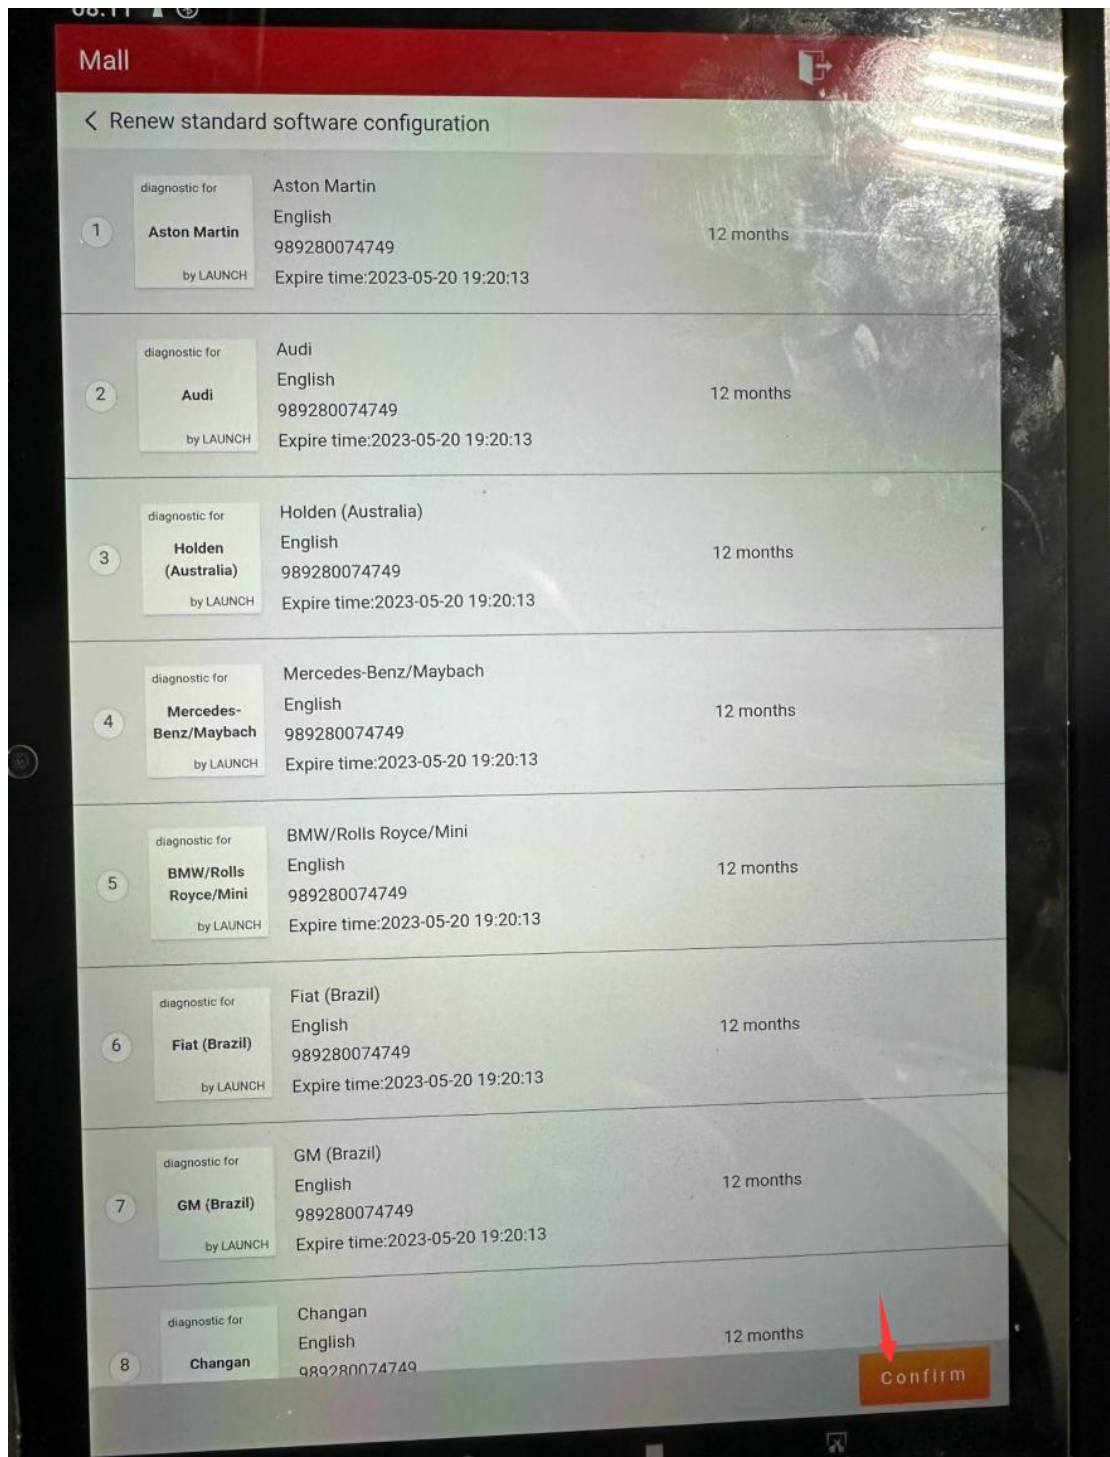 08:11
Mall
Renew standard software configuration
1
diagnostic for
Aston Martin
by LAUNCH
Aston Martin
English
989280074749
Expire time:2023-05-20 19:20:13
12 months
2
diagnostic for
Audi
by LAUNCH
Audi
English
989280074749
Expire time:2023-05-20 19:20:13
12 months
3
diagnostic for
Holden
(Australia)
by LAUNCH
Holden (Australia)
English
989280074749
Expire time:2023-05-20 19:20:13
12 months
4
diagnostic for
Mercedes-
Benz/Maybach
by LAUNCH
Mercedes-Benz/Maybach
English
989280074749
Expire time:2023-05-20 19:20:13
12 months
5
diagnostic for
BMW/Rolls
Royce/Mini
by LAUNCH
BMW/Rolls Royce/Mini
English
989280074749
Expire time:2023-05-20 19:20:13
12 months
6
diagnostic for
Fiat (Brazil)
by LAUNCH
Fiat (Brazil)
English
989280074749
Expire time:2023-05-20 19:20:13
12 months
7
diagnostic for
GM (Brazil)
by LAUNCH
GM (Brazil)
English
989280074749
Expire time:2023-05-20 19:20:13
12 months
8
diagnostic for
Changan
Changan
English
989280074749
12 months
Confirm